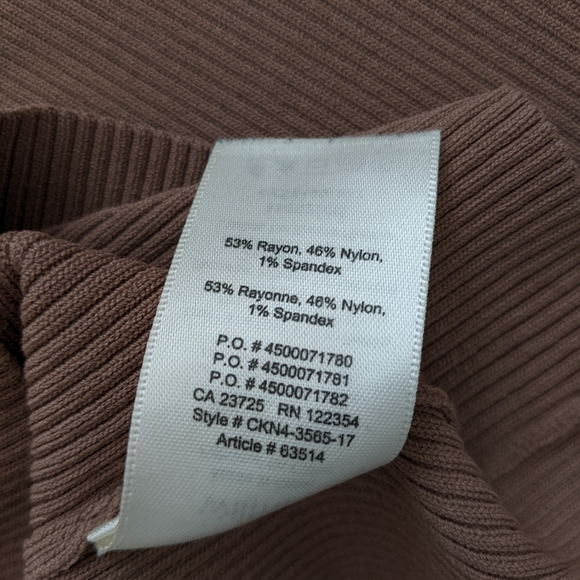 53% Rayon, 46% Nylon,
1% Spandex
53% Rayonne, 46% Nylon,
1% Spandex
P.O. # 4500071780
P.O. # 4500071781
P.O. # 4500071782
CA 23725 RN 122354
Style # CKN4-3565-17
Article # 63514